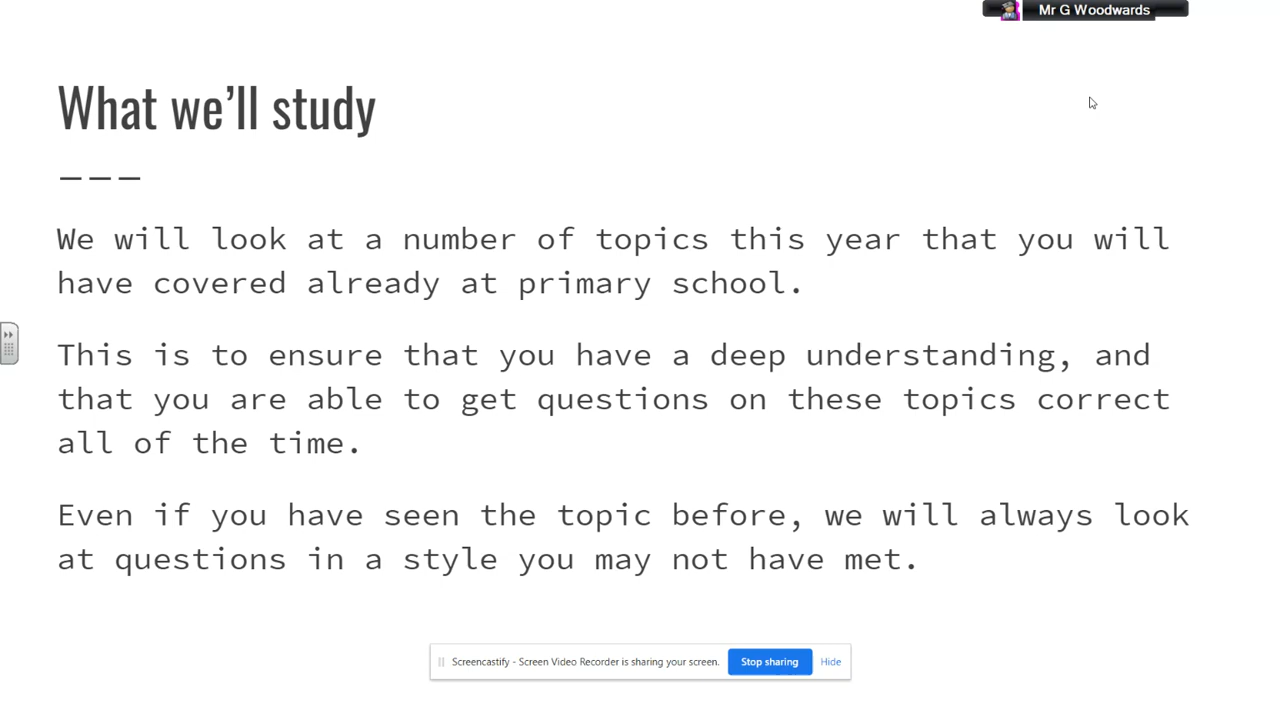 Mr G Woodwards
What we'll study
___
We will look at a number of topics this year that you will
have covered already at primary school.
This is to ensure that you have a deep understanding, and
that you are able to get questions on these topics correct
all of the time.
Even if you have seen the topic before, we will always look
at questions in a style you may not have met.
Screencastify - Screen Video Recorder is sharing your screen. Stop sharing Hide